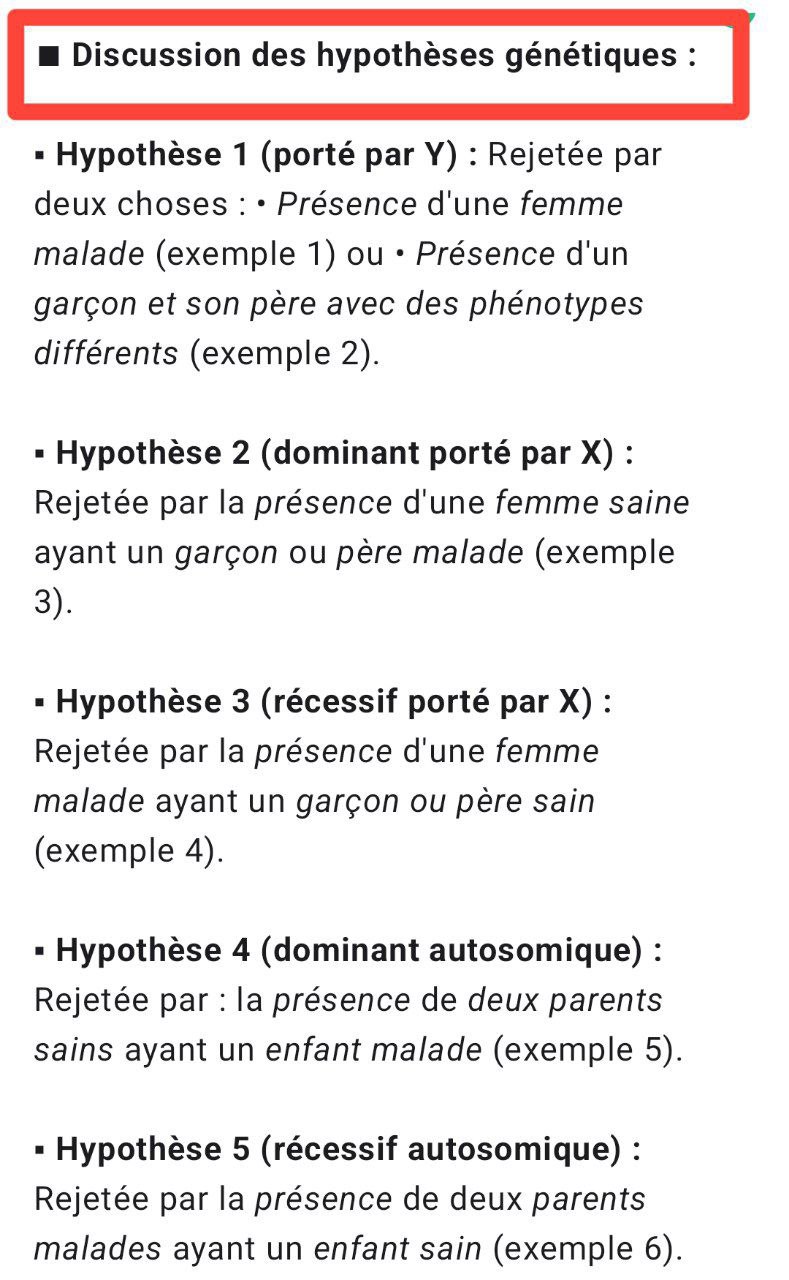 ■ Discussion des hypothèses génétiques :
▪ Hypothèse 1 (porté par Y) : Rejetée par
deux choses : • Présence d'une femme
malade (exemple 1) ou • Présence d'un
garçon et son père avec des phénotypes
différents (exemple 2).
▪ Hypothèse 2 (dominant porté par X) :
Rejetée par la présence d'une femme saine
ayant un garçon ou père malade (exemple
3).
▪ Hypothèse 3 (récessif porté par X) :
Rejetée par la présence d'une femme
malade ayant un garçon ou père sain
(exemple 4).
▪ Hypothèse 4 (dominant autosomique) :
Rejetée par : la présence de deux parents
sains ayant un enfant malade (exemple 5).
▪ Hypothèse 5 (récessif autosomique) :
Rejetée par la présence de deux parents
malades ayant un enfant sain (exemple 6).